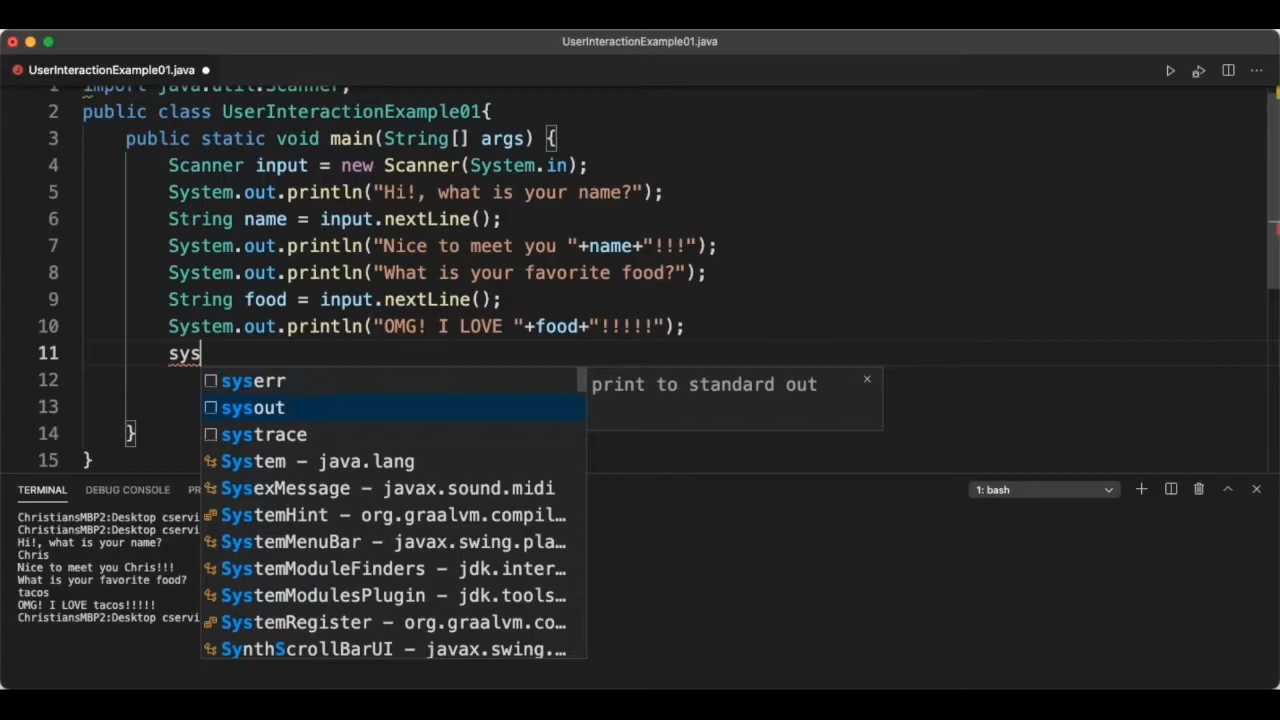 UserInteractionExample01.java
UserInteractionExample01.java
1 import java.util.Scanner;
2 public class UserInteractionExample01{
3 public static void main(String[] args) {
4 Scanner input = new Scanner(System.in);
5 System.out.println("Hi!, what is your name?");
6 String name = input.nextLine();
7 System.out.println("Nice to meet you "+name+"!!!");
8 System.out.println("What is your favorite food?");
9 String food = input.nextLine();
10 System.out.println("OMG! I LOVE "+food+"!!!!!");
11 sys
12
13
14 }
15 }
syserr
sysout
systrace
System – java.lang
SysexMessage – javax.sound.midi
SystemHint – org.graalvm.compil…
SystemMenuBar – javax.swing.pla…
SystemModuleFinders – jdk.inter…
SystemModulesPlugin – jdk.tools…
SystemRegister – org.graalvm.co…
SynthScrollBarUI – javax.swing.…
print to standard out
TERMINAL DEBUG CONSOLE PR
1: bash
ChristiansMBP2:Desktop cservi
ChristiansMBP2:Desktop cservi
Hi!, what is your name?
Chris
Nice to meet you Chris!!!
What is your favorite food?
tacos
OMG! I LOVE tacos!!!!!
ChristiansMBP2:Desktop cservi